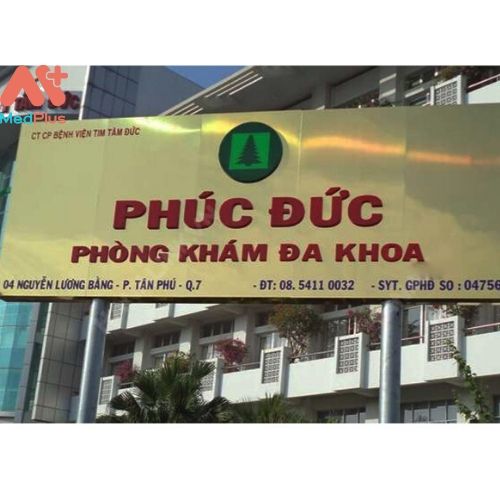 MedPlus
CT CP BỆNH VIỆN TIM TÂM ĐỨC
PHÚC ĐỨC
PHÒNG KHÁM ĐA KHOA
04 NGUYỄN LƯƠNG BẰNG - P. TÂN PHÚ - Q.7 - ĐT: 08. 5411 0032 - SYT. GPHĐ SO : 04756